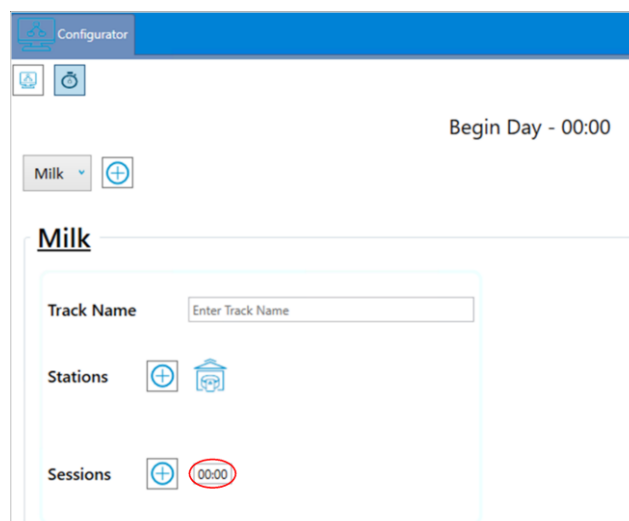 Configurator
Begin Day - 00:00
Milk
Milk
Track Name
Enter Track Name
Stations
Sessions
00:00